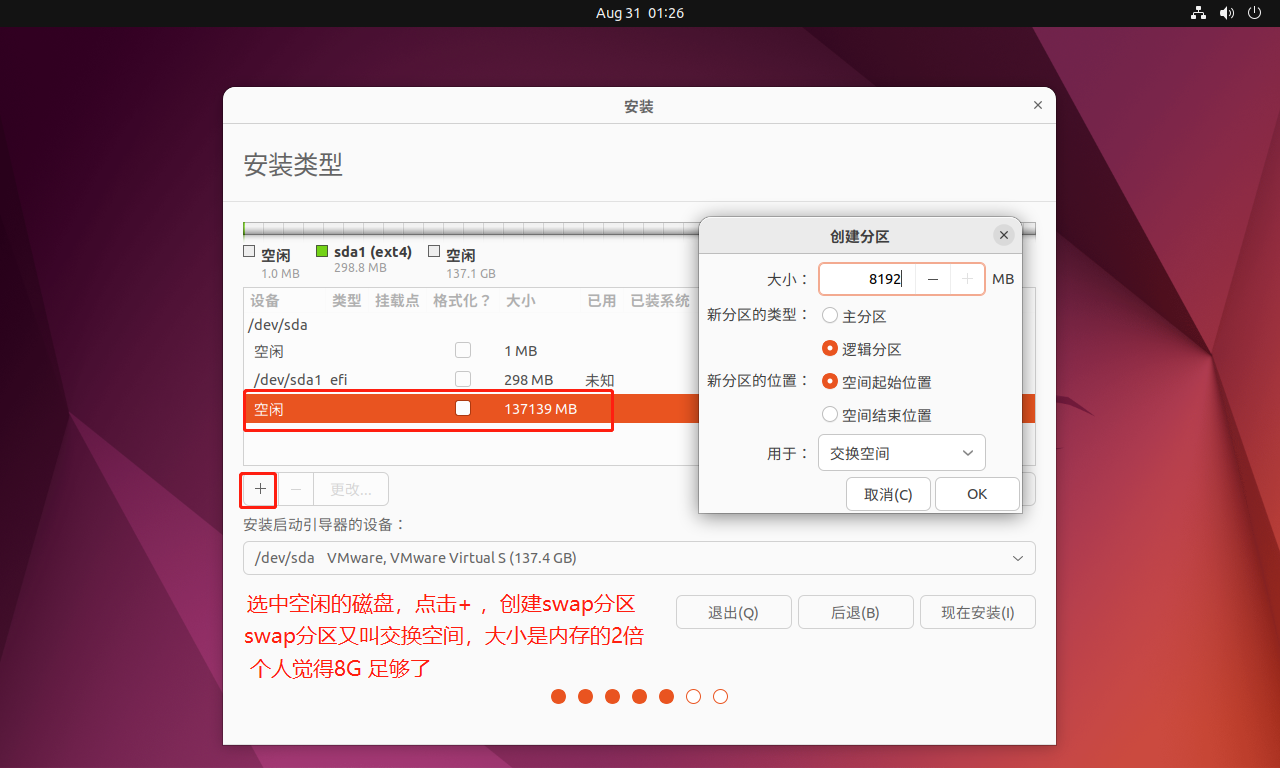 Aug 31 01:26
安装
安装类型
空闲
1.0 MB
sda1 (ext4)
298.8 MB
空闲
137.1 GB
设备 类型 挂载点 格式化？ 大小 已用 已装系统
/dev/sda
空闲 1 MB
/dev/sda1 efi 298 MB 未知
空闲 137139 MB
+ − 更改...
创建分区
大小： 8192 − + MB
新分区的类型： 主分区
逻辑分区
新分区的位置： 空间起始位置
空间结束位置
用于： 交换空间
取消(C) OK
安装启动引导器的设备：
/dev/sda VMware, VMware Virtual S (137.4 GB)
选中空闲的磁盘，点击+ ，创建swap分区
swap分区又叫交换空间，大小是内存的2倍
个人觉得8G 足够了
退出(Q) 后退(B) 现在安装(I)